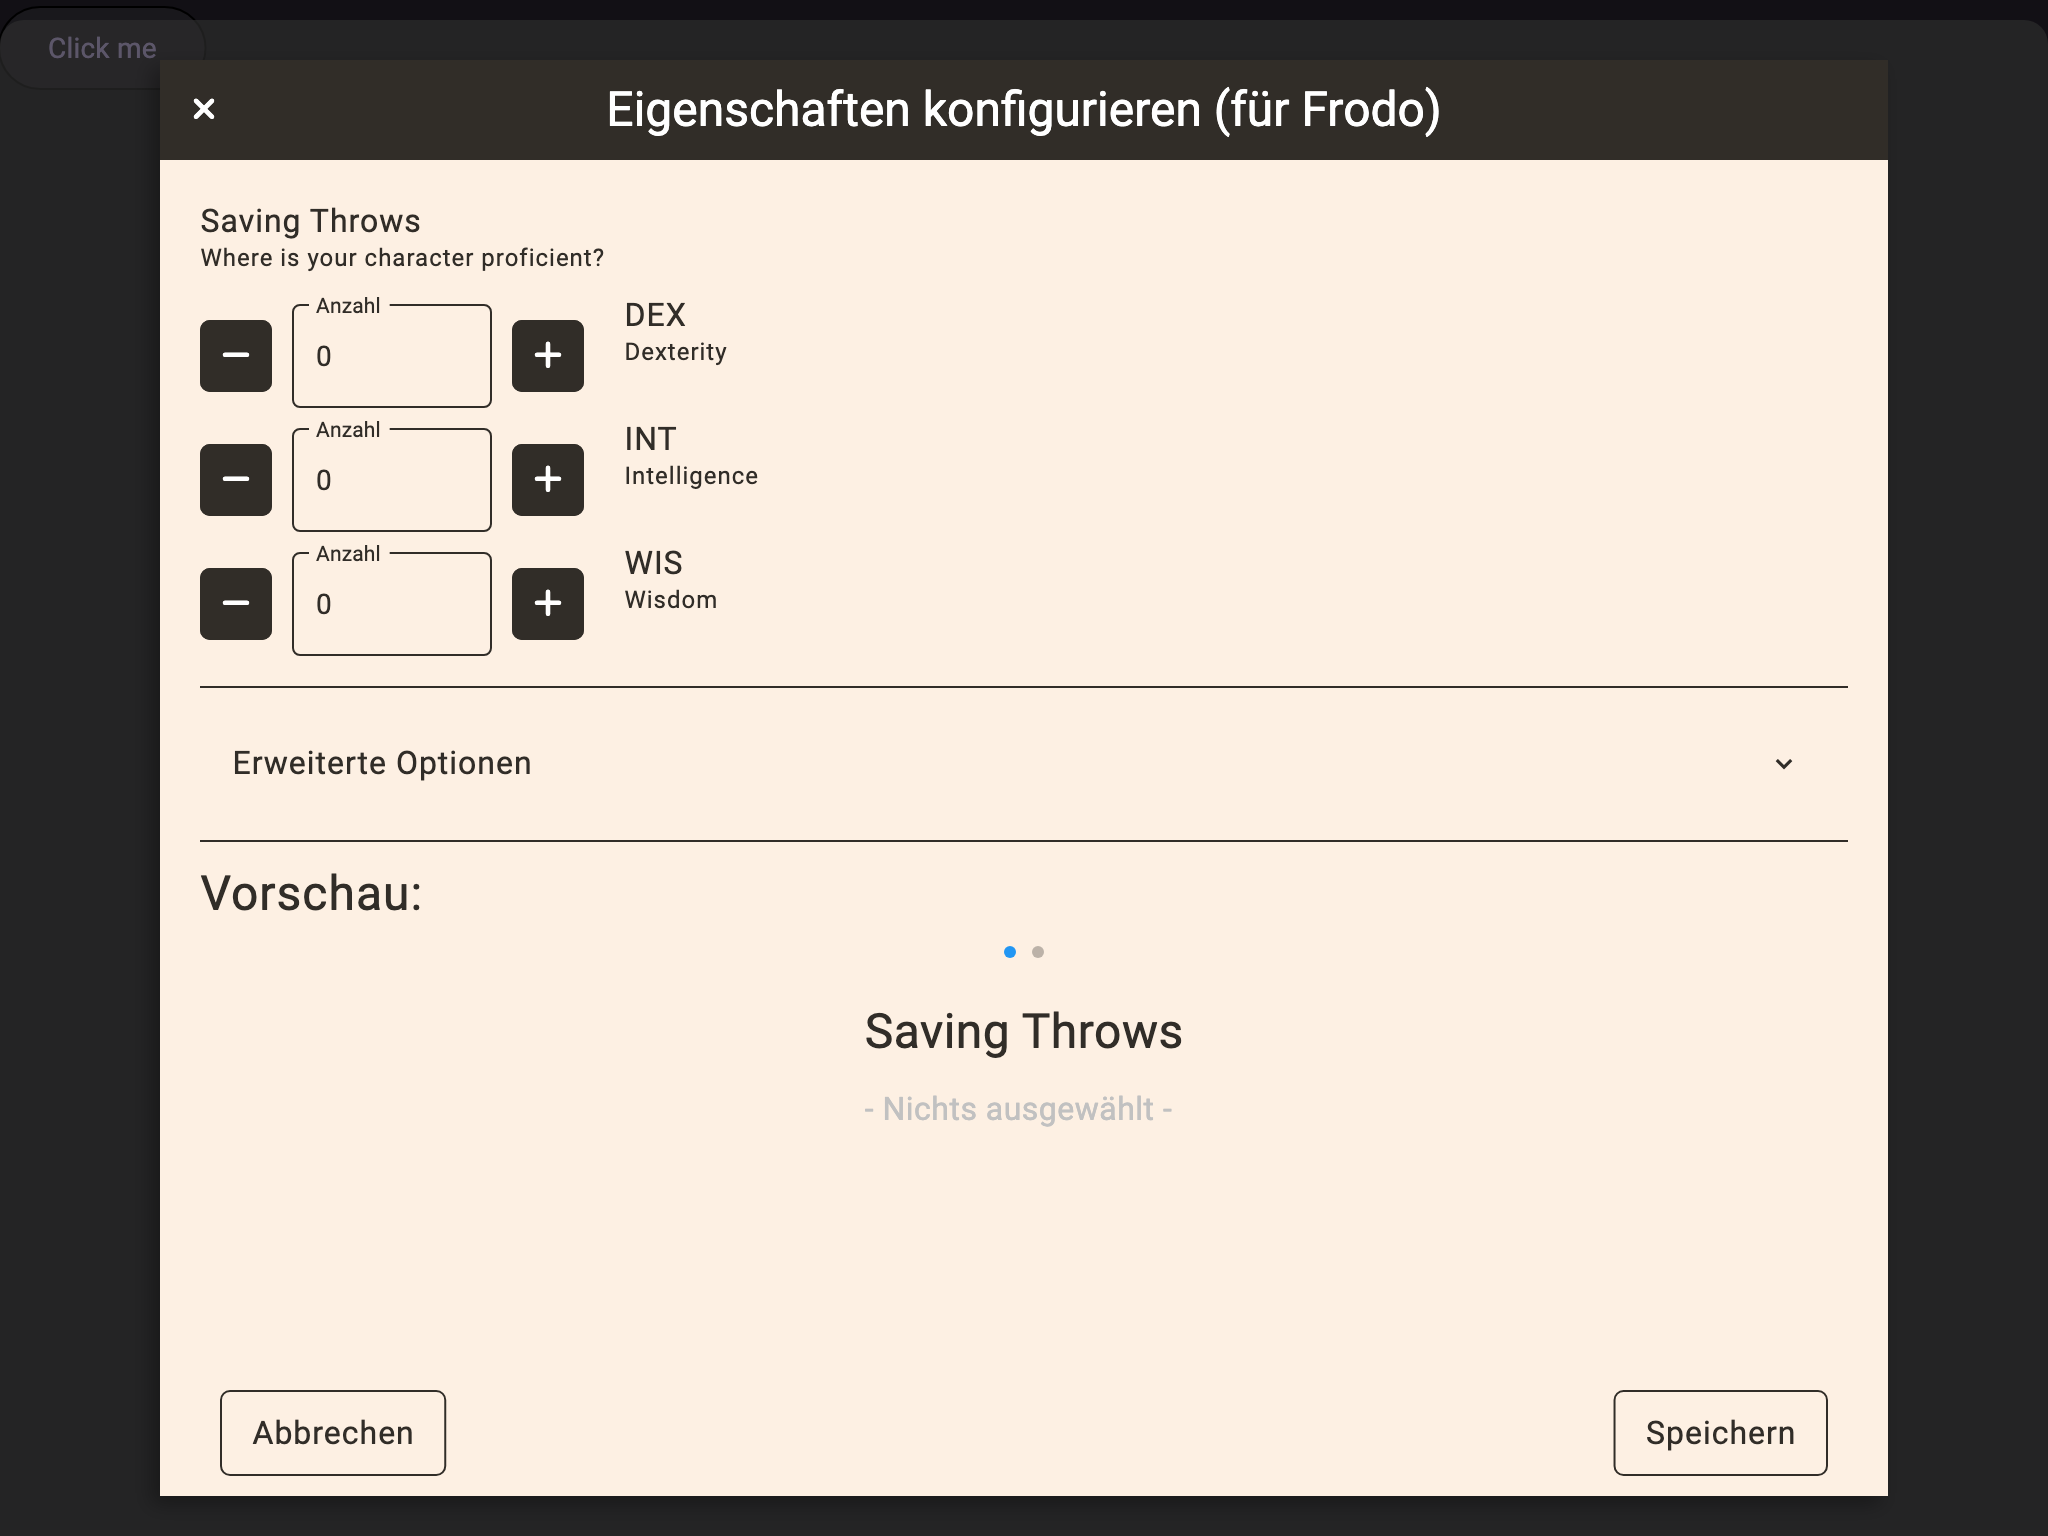 Click me
Eigenschaften konfigurieren (für Frodo)
Saving Throws
Where is your character proficient?
Anzahl
0
DEX
Dexterity
Anzahl
0
INT
Intelligence
Anzahl
0
WIS
Wisdom
Erweiterte Optionen
Vorschau:
Saving Throws
- Nichts ausgewählt -
Abbrechen
Speichern